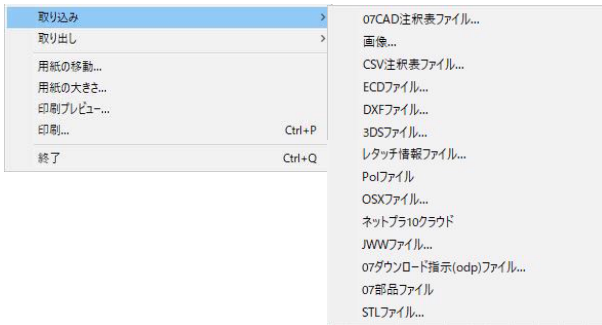 取り込み
取り出し
用紙の移動...
用紙の大きさ...
印刷プレビュー...
印刷... Ctrl+P
終了 Ctrl+Q
07CAD注釈表ファイル...
画像...
CSV注釈表ファイル...
ECDファイル...
DXFファイル...
3DSファイル...
レタッチ情報ファイル...
Polファイル
OSXファイル...
ネットプラ10クラウド
JWWファイル...
07ダウンロード指示(odp)ファイル...
07部品ファイル
STLファイル...